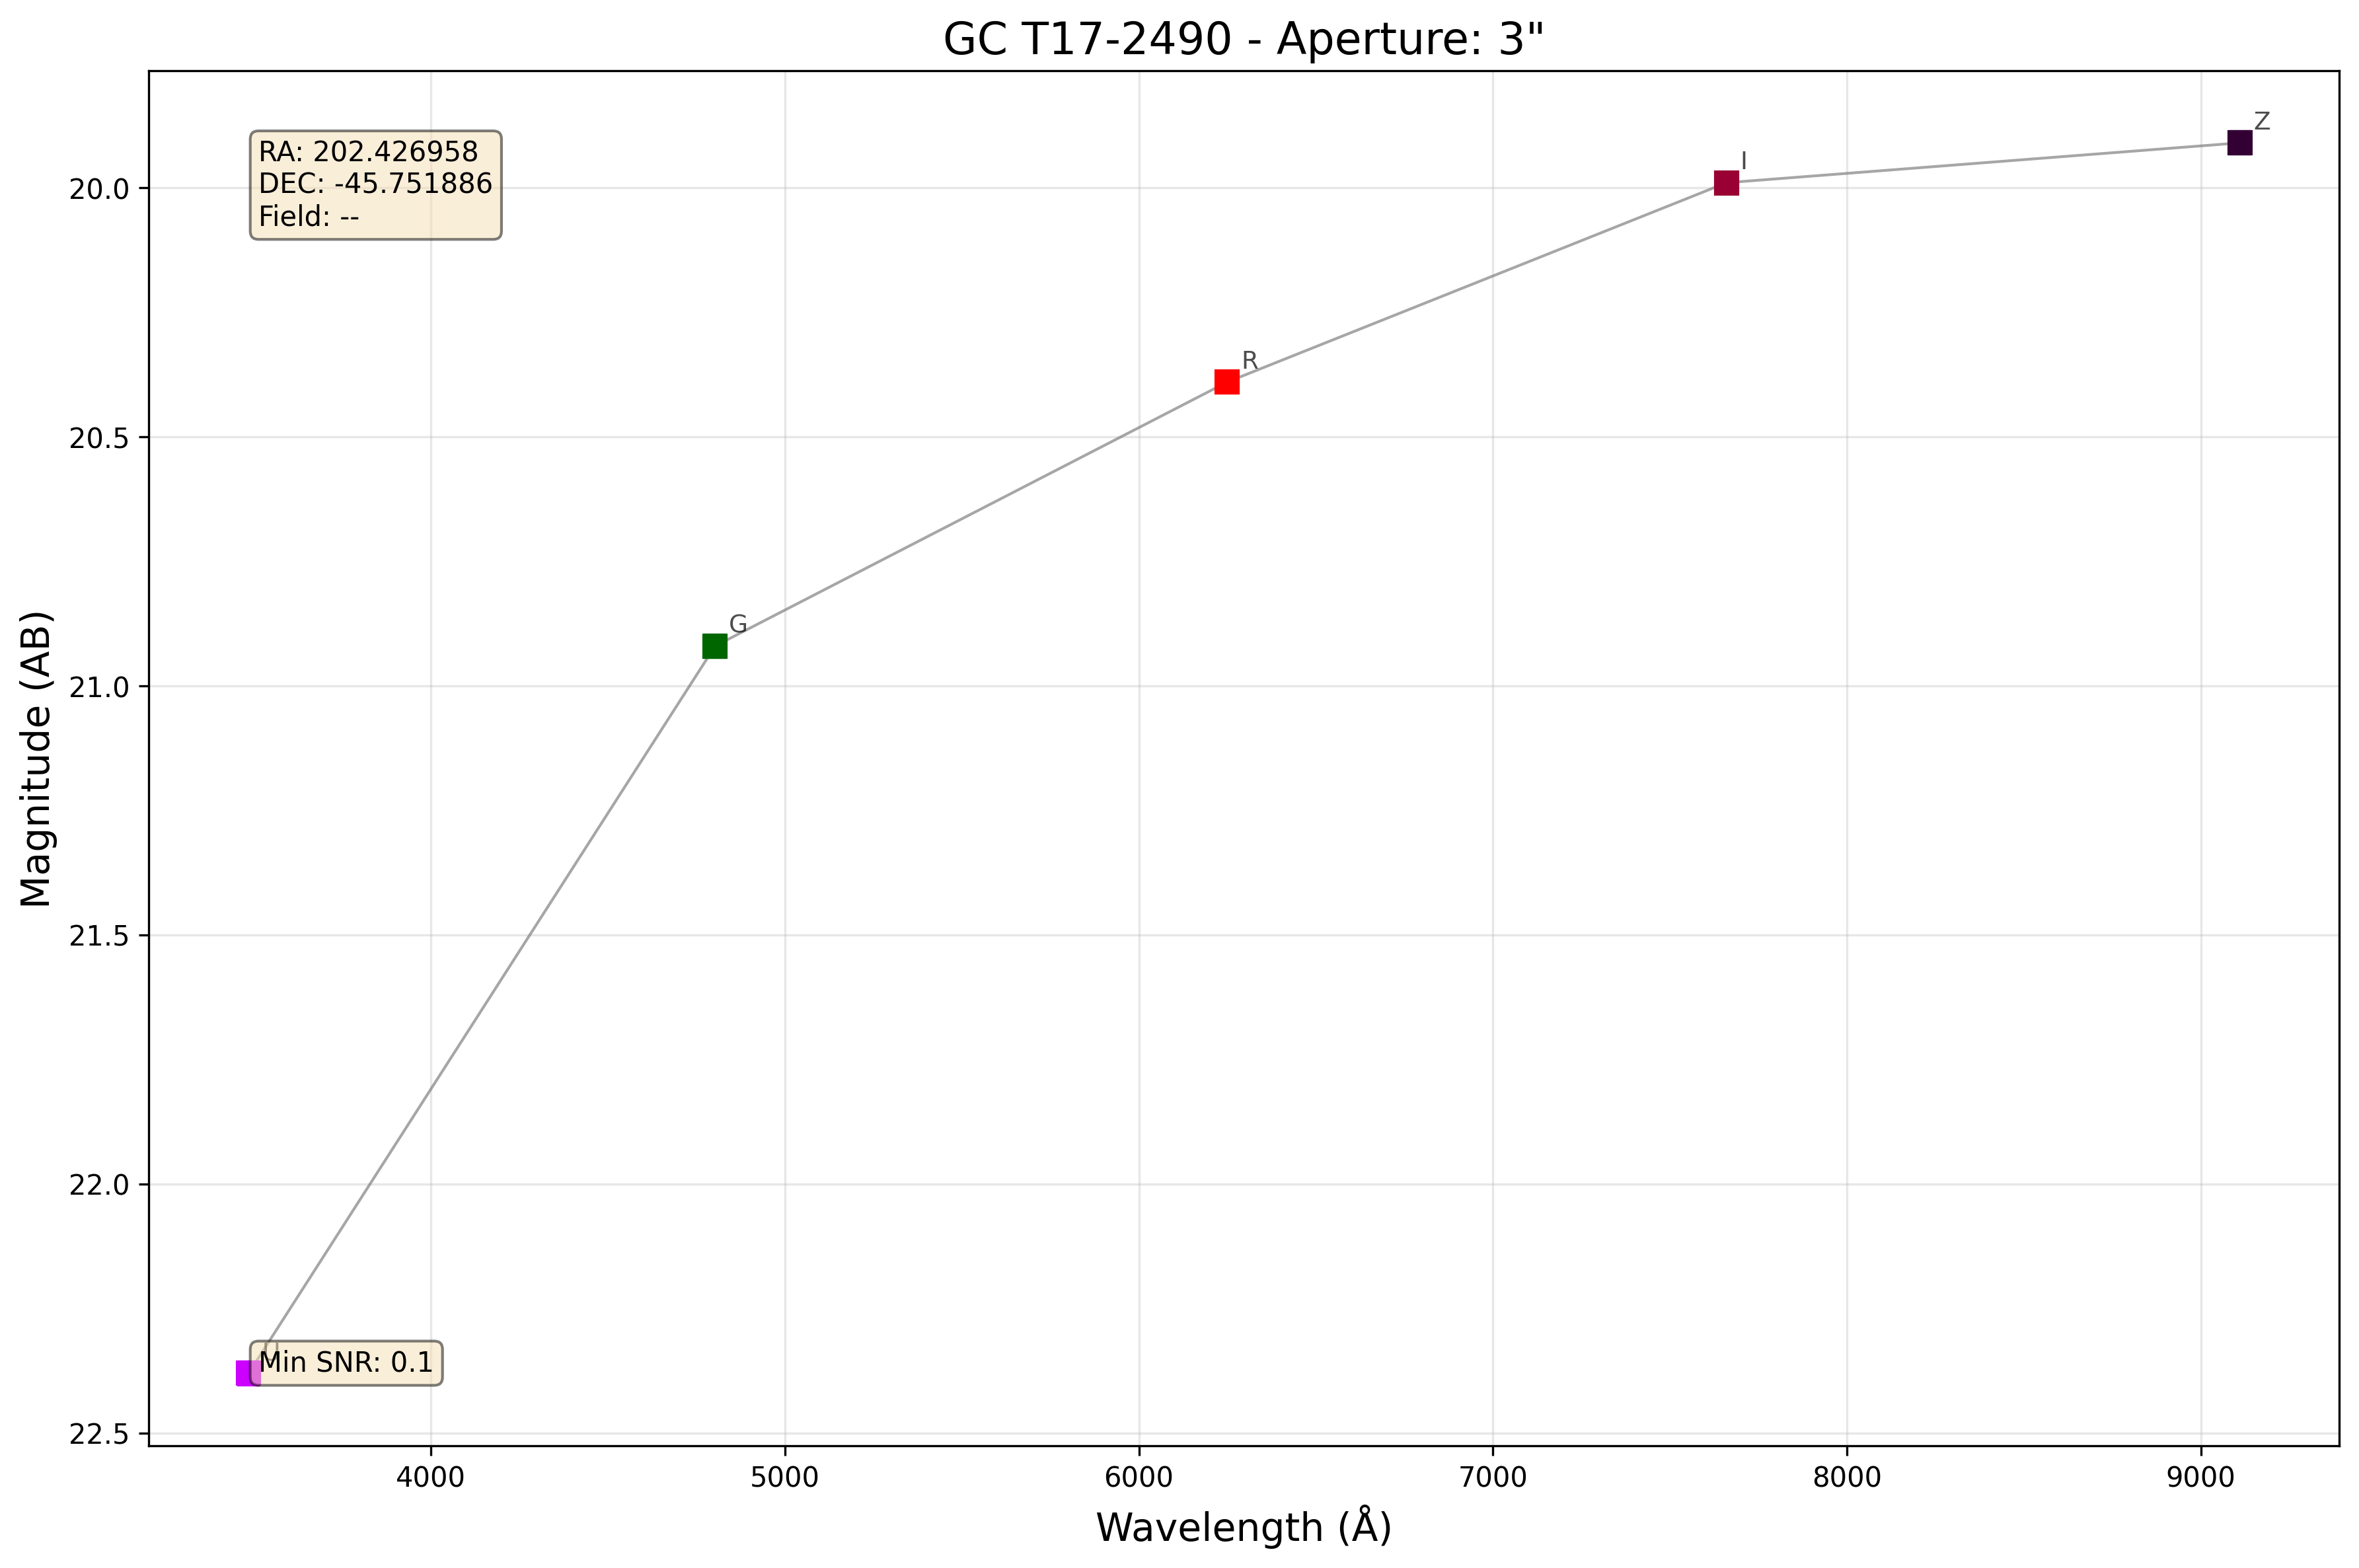 GC T17-2490 - Aperture: 3"
RA: 202.426958
DEC: -45.751886
Field: --
Z
I
R
G
Min SNR: 0.1
Magnitude (AB)
20.0
20.5
21.0
21.5
22.0
22.5
4000 5000 6000 7000 8000 9000
Wavelength (Å)